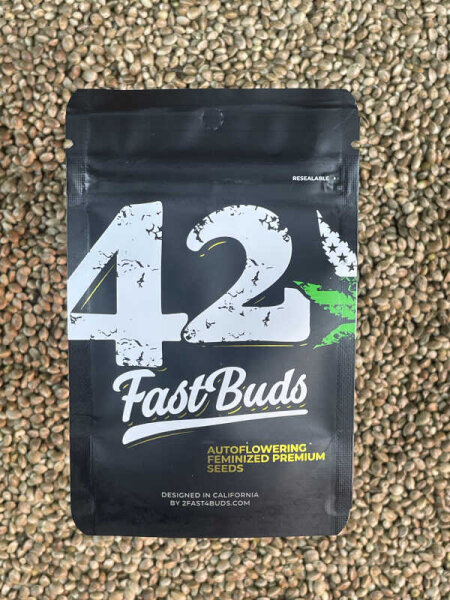 RESEALABLE
42
FastBuds
AUTOFLOWERING
FEMINIZED PREMIUM
SEEDS
DESIGNED IN CALIFORNIA
BY 2FAST4BUDS.COM